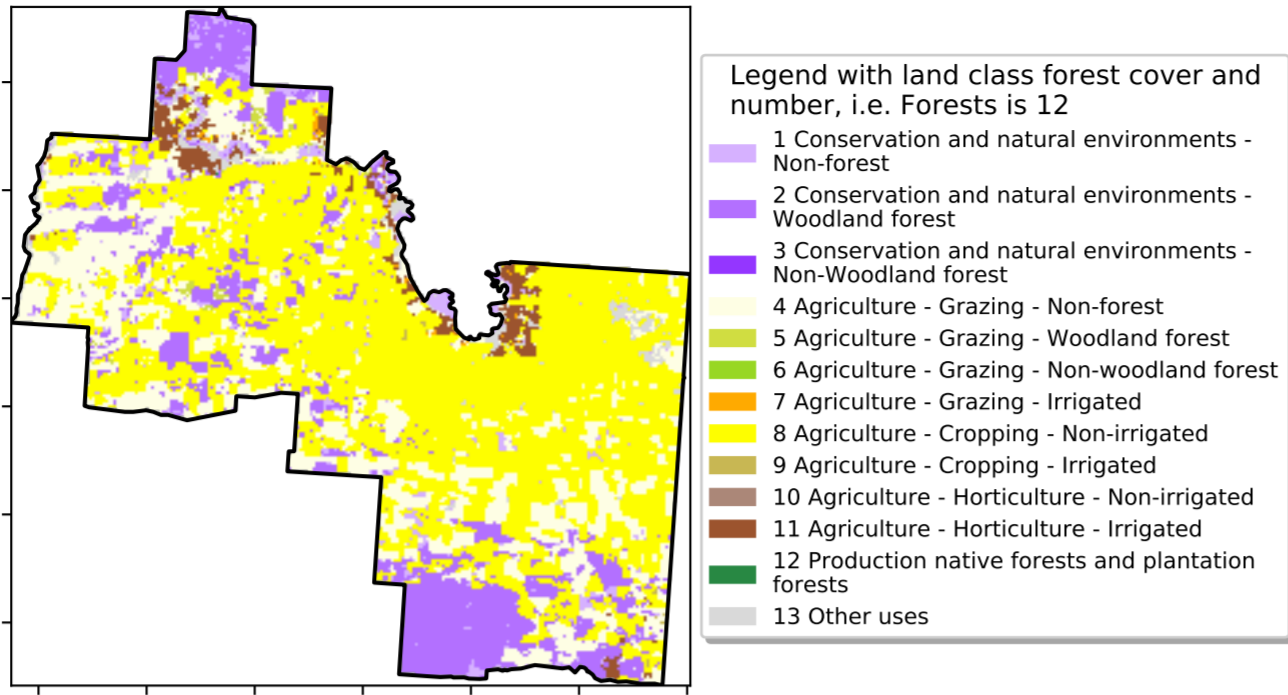 Legend with land class forest cover and
number, i.e. Forests is 12
1 Conservation and natural environments -
Non-forest
2 Conservation and natural environments -
Woodland forest
3 Conservation and natural environments -
Non-Woodland forest
4 Agriculture - Grazing - Non-forest
5 Agriculture - Grazing - Woodland forest
6 Agriculture - Grazing - Non-woodland forest
7 Agriculture - Grazing - Irrigated
8 Agriculture - Cropping - Non-irrigated
9 Agriculture - Cropping - Irrigated
10 Agriculture - Horticulture - Non-irrigated
11 Agriculture - Horticulture - Irrigated
12 Production native forests and plantation
forests
13 Other uses